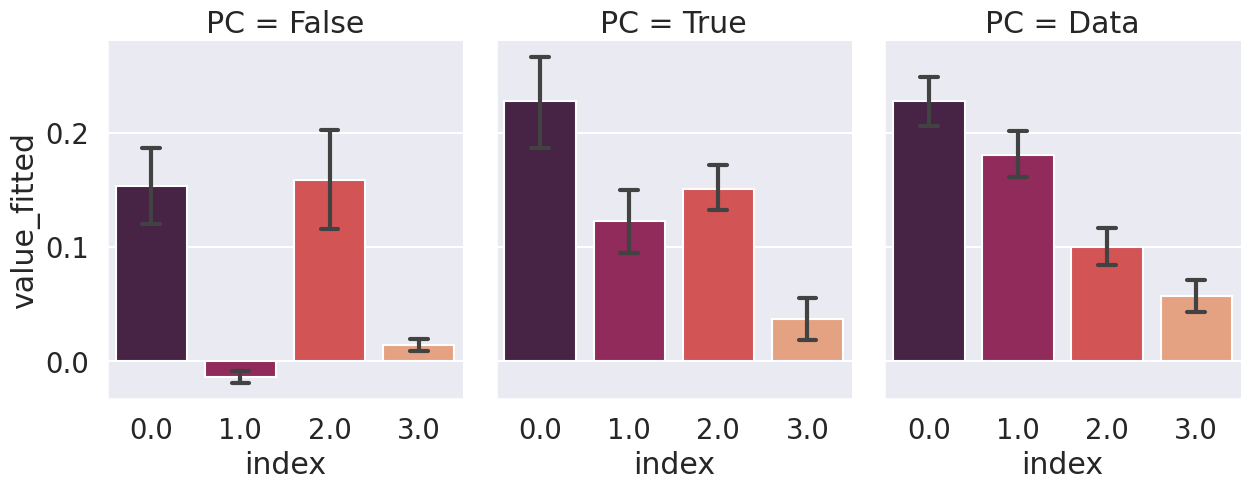 PC = False
PC = True
PC = Data
value_fitted
0.2
0.1
0.0
0.0 1.0 2.0 3.0
index
0.0 1.0 2.0 3.0
index
0.0 1.0 2.0 3.0
index